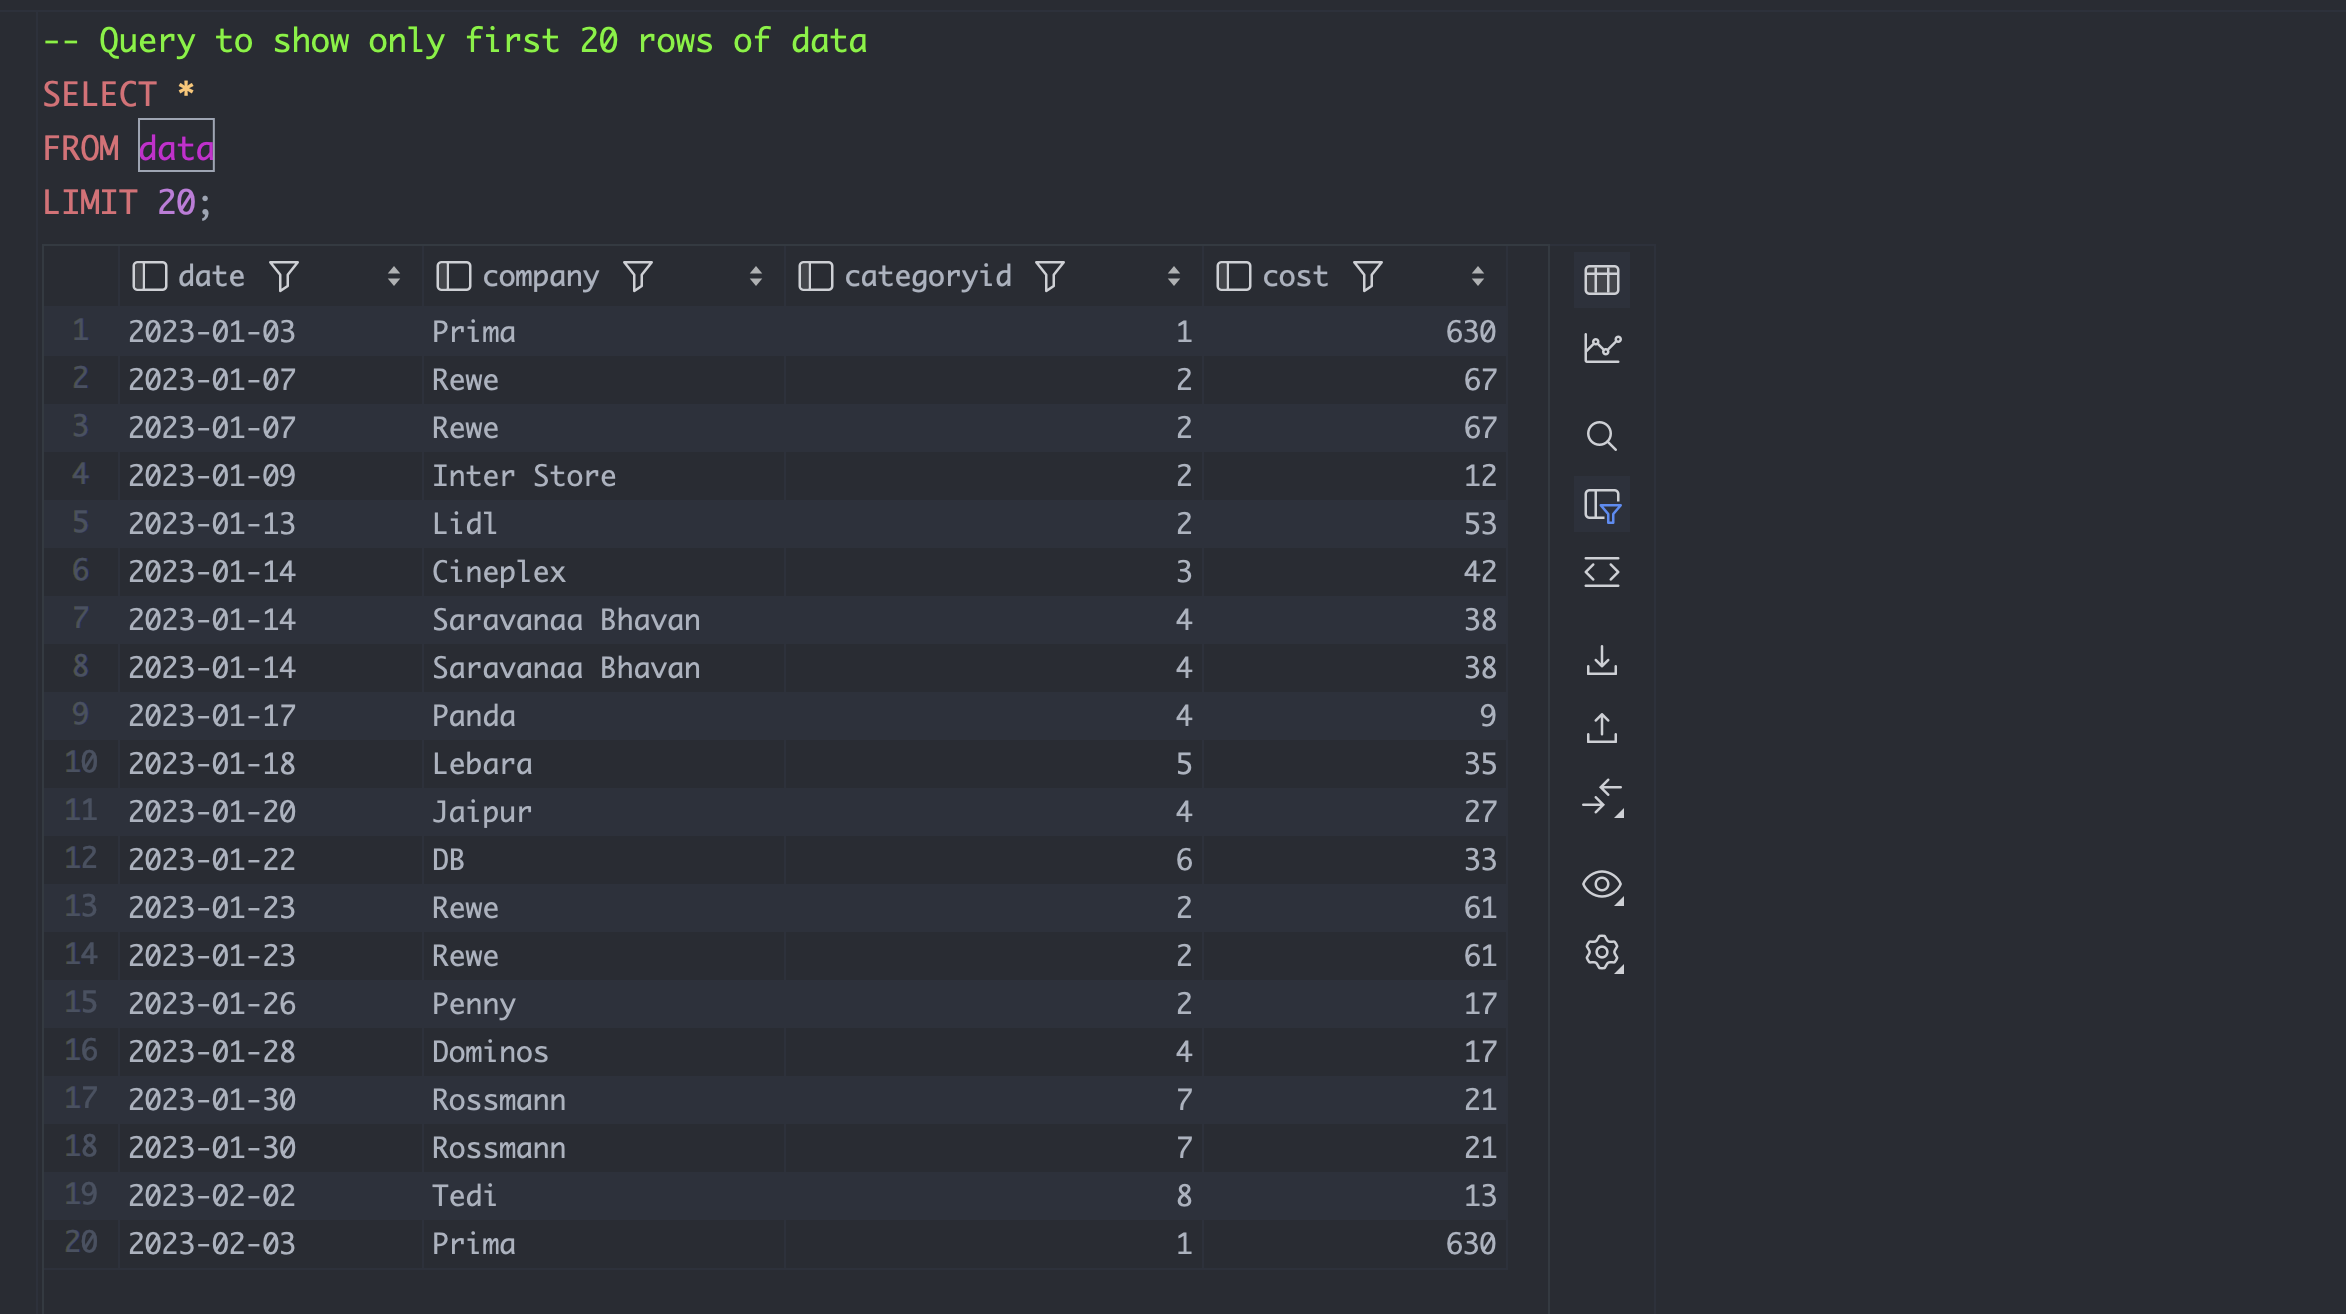 -- Query to show only first 20 rows of data
SELECT *
FROM data
LIMIT 20;
date company categoryid cost
1 2023-01-03 Prima 1 630
2 2023-01-07 Rewe 2 67
3 2023-01-07 Rewe 2 67
4 2023-01-09 Inter Store 2 12
5 2023-01-13 Lidl 2 53
6 2023-01-14 Cineplex 3 42
7 2023-01-14 Saravanaa Bhavan 4 38
8 2023-01-14 Saravanaa Bhavan 4 38
9 2023-01-17 Panda 4 9
10 2023-01-18 Lebara 5 35
11 2023-01-20 Jaipur 4 27
12 2023-01-22 DB 6 33
13 2023-01-23 Rewe 2 61
14 2023-01-23 Rewe 2 61
15 2023-01-26 Penny 2 17
16 2023-01-28 Dominos 4 17
17 2023-01-30 Rossmann 7 21
18 2023-01-30 Rossmann 7 21
19 2023-02-02 Tedi 8 13
20 2023-02-03 Prima 1 630